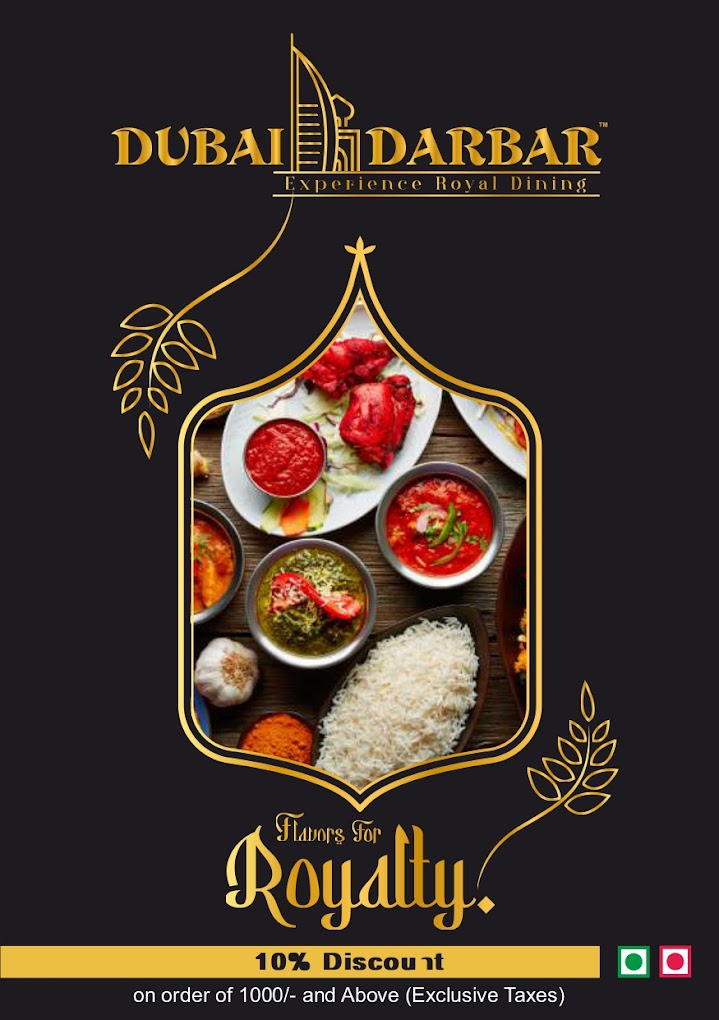 DUBAI DARBAR™
Experience Royal Dining
Flavors For
Royalty.
10% Discount
on order of 1000/- and Above (Exclusive Taxes)